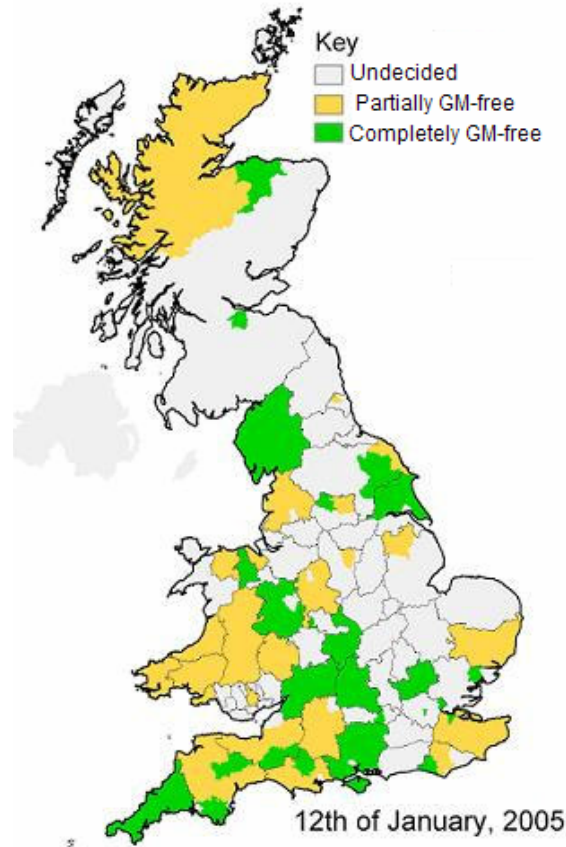 Key
Undecided
Partially GM-free
Completely GM-free
12th of January, 2005